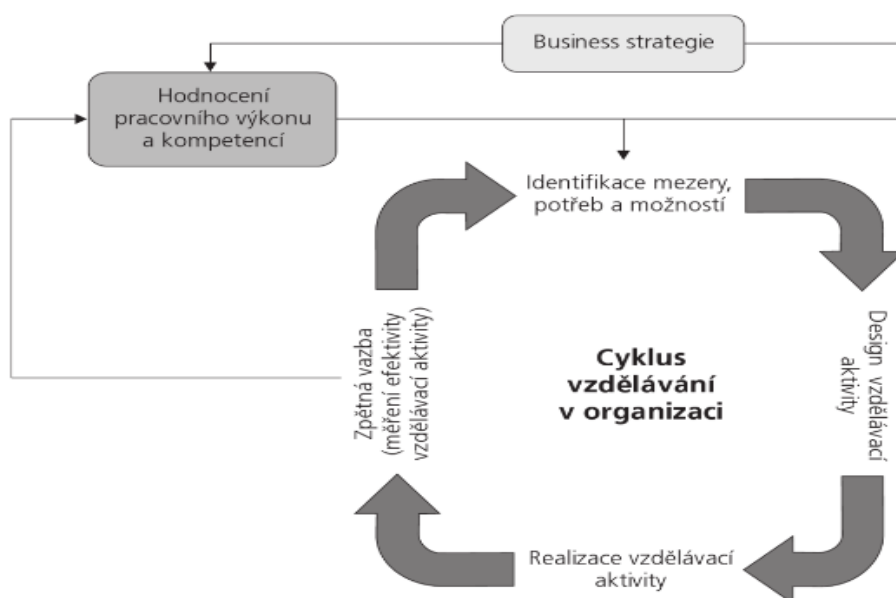 Business strategie
Hodnocení
pracovního výkonu
a kompetencí
Identifikace mezery,
potřeb a možností
Design vzdělávací
aktivity
Cyklus
vzdělávání
v organizaci
Zpětná vazba
(měření efektivity
vzdělávací aktivity)
Realizace vzdělávací
aktivity